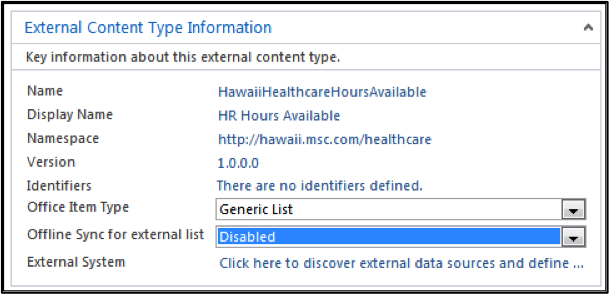 External Content Type Information
Key information about this external content type.
Name HawaiiHealthcareHoursAvailable
Display Name HR Hours Available
Namespace http://hawaii.msc.com/healthcare
Version 1.0.0.0
Identifiers There are no identifiers defined.
Office Item Type Generic List
Offline Sync for external list Disabled
External System Click here to discover external data sources and define ...